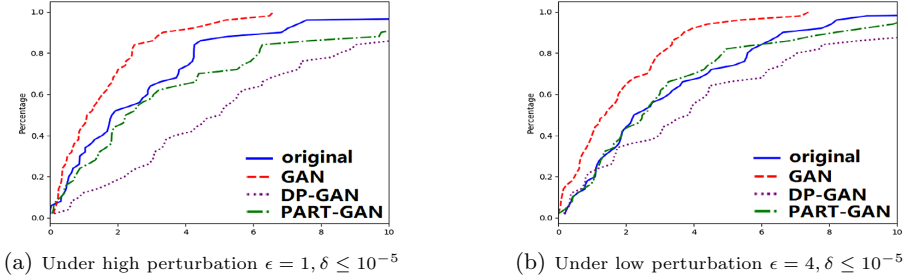 1.0
0.8
0.6
0.4
0.2
0.0
Percentage
0 2 4 6 8 10
original
GAN
DP-GAN
PART-GAN
(a) Under high perturbation ϵ = 1, δ ≤ 10⁻⁵
1.0
0.8
0.6
0.4
0.2
0.0
Percentage
0 2 4 6 8 10
original
GAN
DP-GAN
PART-GAN
(b) Under low perturbation ϵ = 4, δ ≤ 10⁻⁵